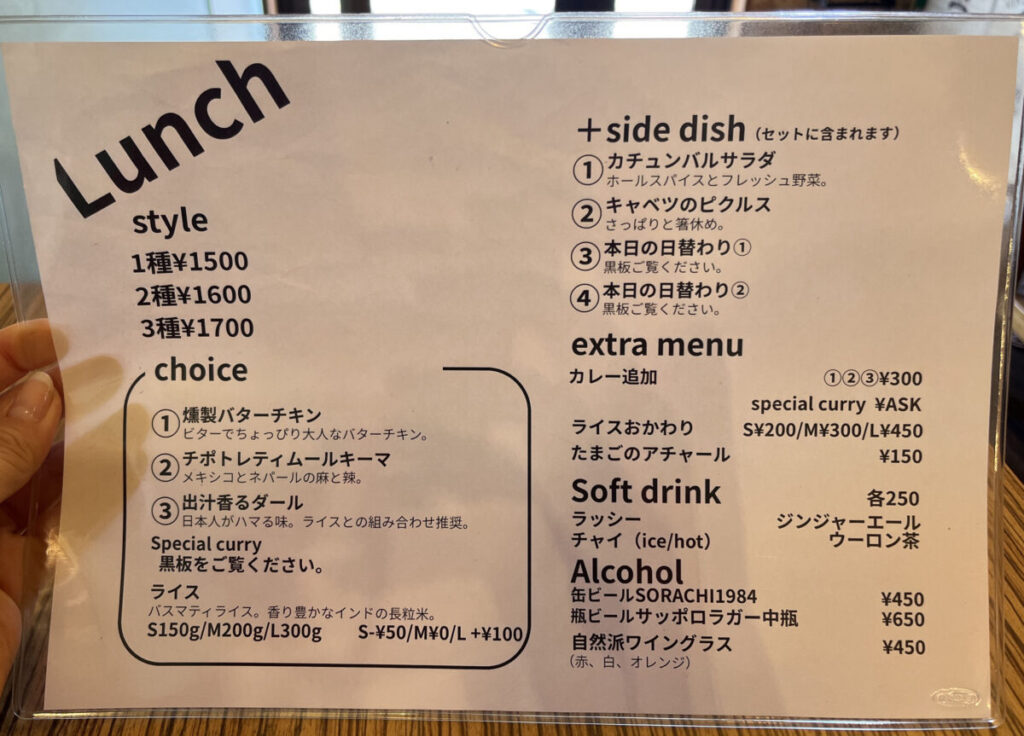 Lunch
style
1種¥1500
2種¥1600
3種¥1700
choice
①燻製バターチキン
ビターでちょっぴり大人なバターチキン。
②チポトレティムールキーマ
メキシコとネパールの麻と辣。
③出汁香るダール
日本人がハマる味。ライスとの組み合わせ推奨。
Special curry
黒板をご覧ください。
ライス
バスマティライス。香り豊かなインドの長粒米。
S150g/M200g/L300g S-¥50/M¥0/L +¥100
＋side dish（セットに含まれます）
①カチュンバルサラダ
ホールスパイスとフレッシュ野菜。
②キャベツのピクルス
さっぱりと箸休め。
③本日の日替わり①
黒板ご覧ください。
④本日の日替わり②
黒板ご覧ください。
extra menu
カレー追加 ①②③¥300
special curry ¥ASK
ライスおかわり S¥200/M¥300/L¥450
たまごのアチャール ¥150
Soft drink 各250
ラッシー ジンジャーエール
チャイ（ice/hot） ウーロン茶
Alcohol
缶ビールSORACHI1984 ¥450
瓶ビールサッポロラガー中瓶 ¥650
自然派ワイングラス ¥450
（赤、白、オレンジ）